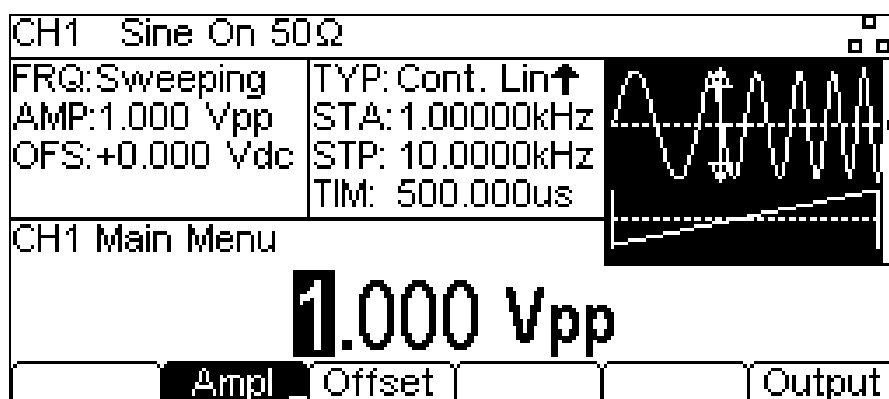 CH1 Sine On 50Ω
FRQ:Sweeping
AMP:1.000 Vpp
OFS:+0.000 Vdc
TYP: Cont. Lin↑
STA: 1.00000kHz
STP: 10.0000kHz
TIM: 500.000us
CH1 Main Menu
1.000 Vpp
Ampl Offset Output